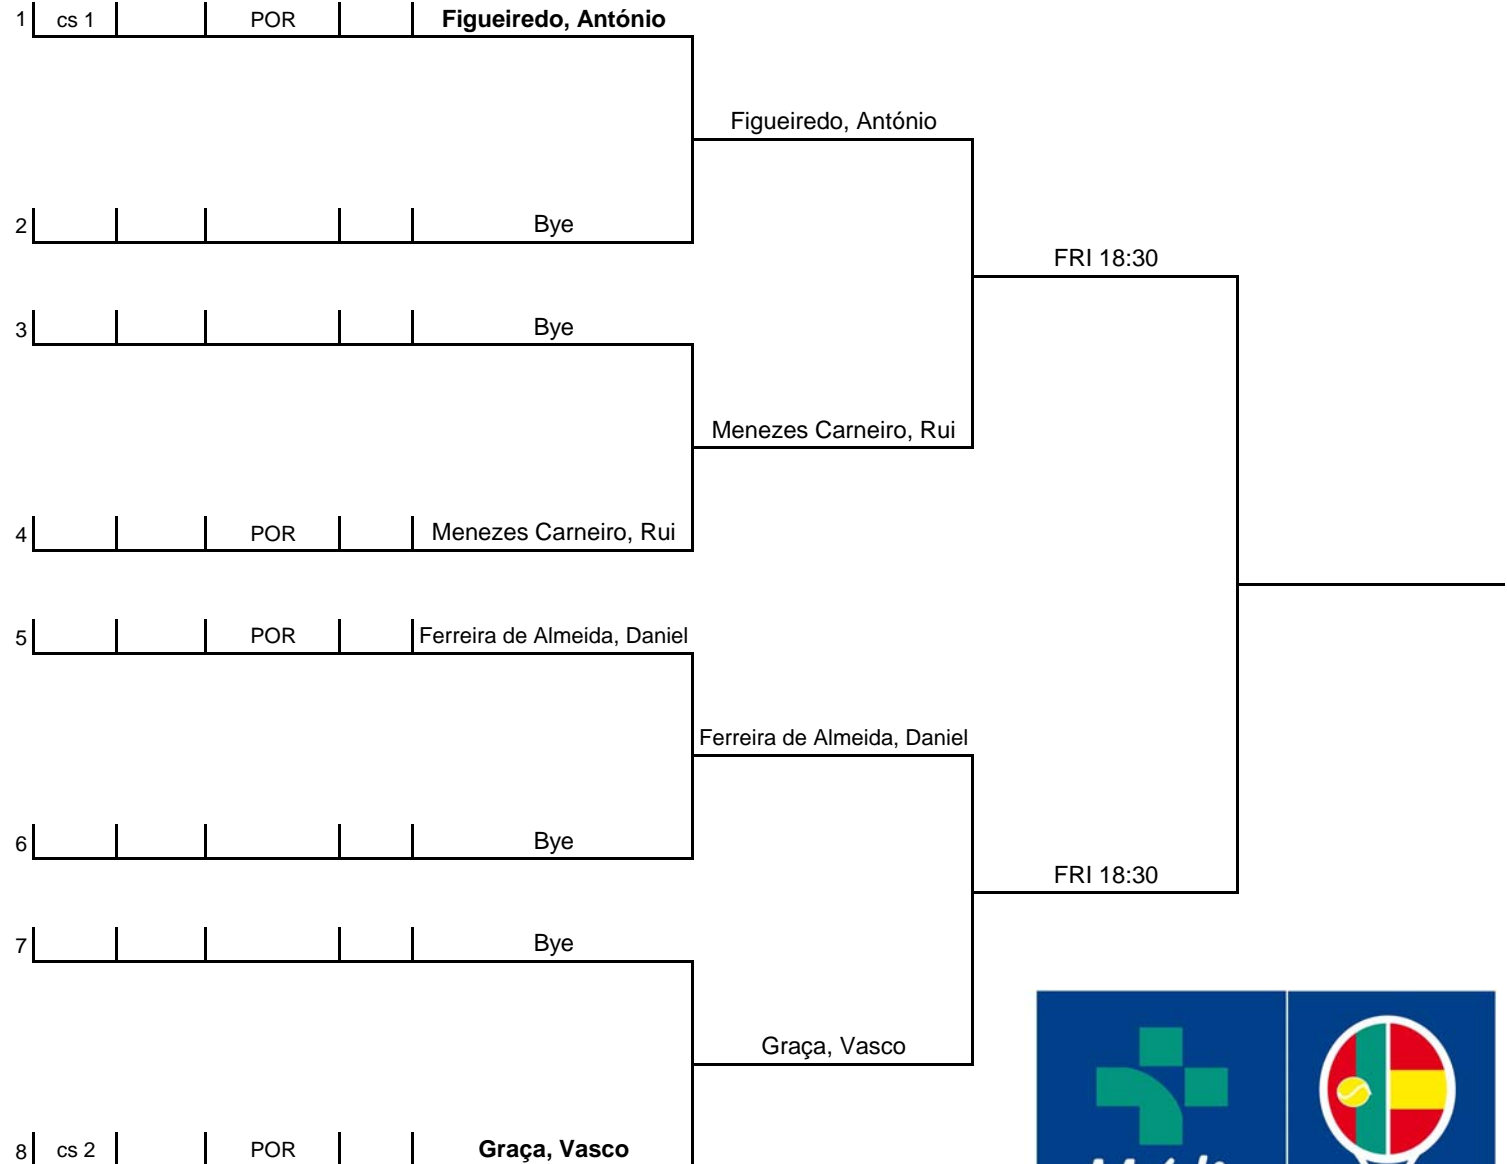 1 cs 1 POR Figueiredo, António
Figueiredo, António
2 Bye
FRI 18:30
3 Bye
Menezes Carneiro, Rui
4 POR Menezes Carneiro, Rui
5 POR Ferreira de Almeida, Daniel
Ferreira de Almeida, Daniel
6 Bye
FRI 18:30
7 Bye
Graça, Vasco
8 cs 2 POR Graça, Vasco